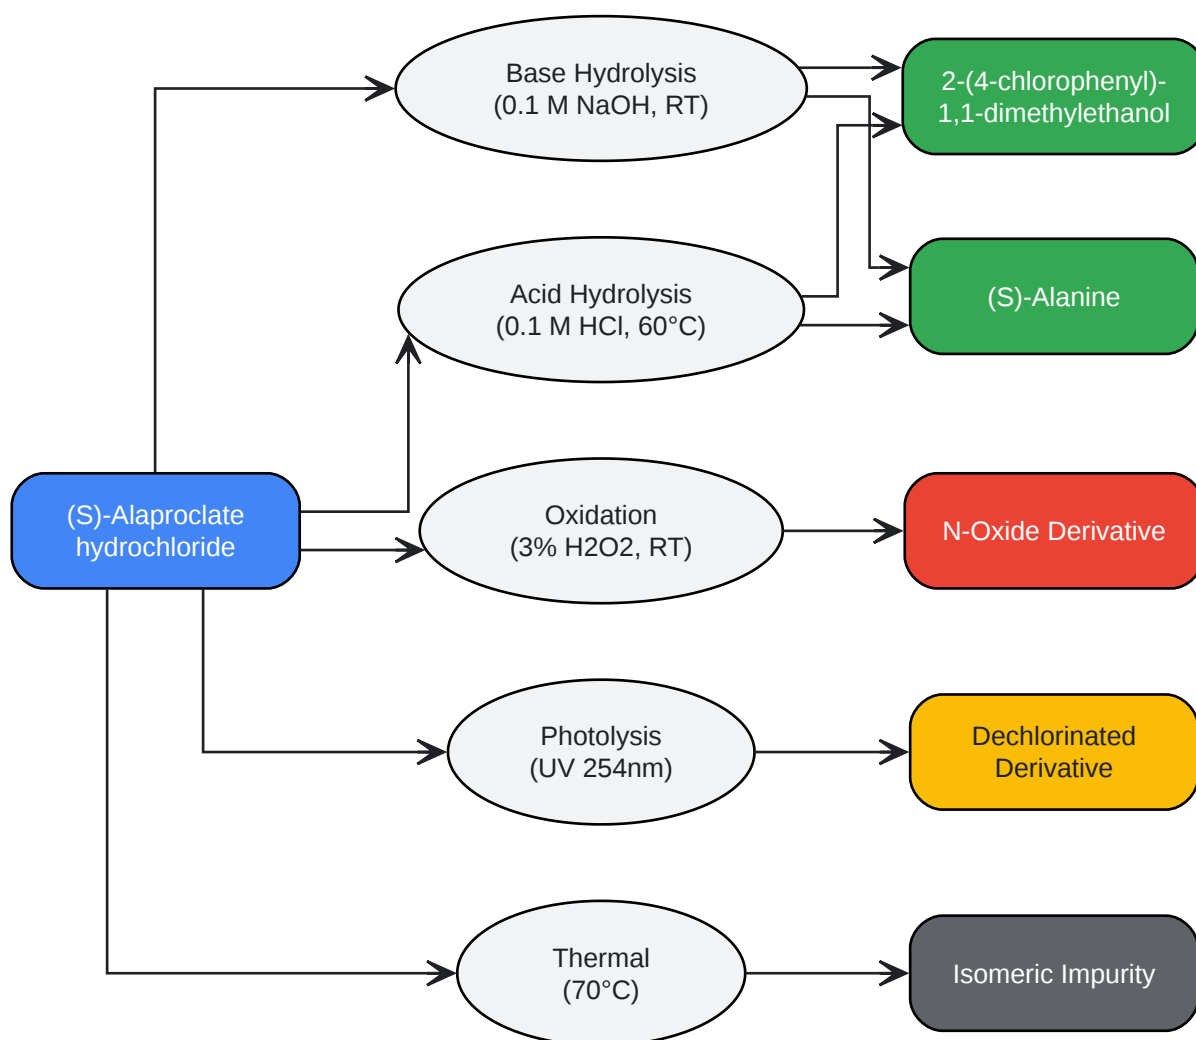 Base Hydrolysis
(0.1 M NaOH, RT)
2-(4-chlorophenyl)-
1,1-dimethylethanol
Acid Hydrolysis
(0.1 M HCl, 60°C)
(S)-Alanine
(S)-Alaproclate
hydrochloride
Oxidation
(3% H2O2, RT)
N-Oxide Derivative
Photolysis
(UV 254nm)
Dechlorinated
Derivative
Thermal
(70°C)
Isomeric Impurity